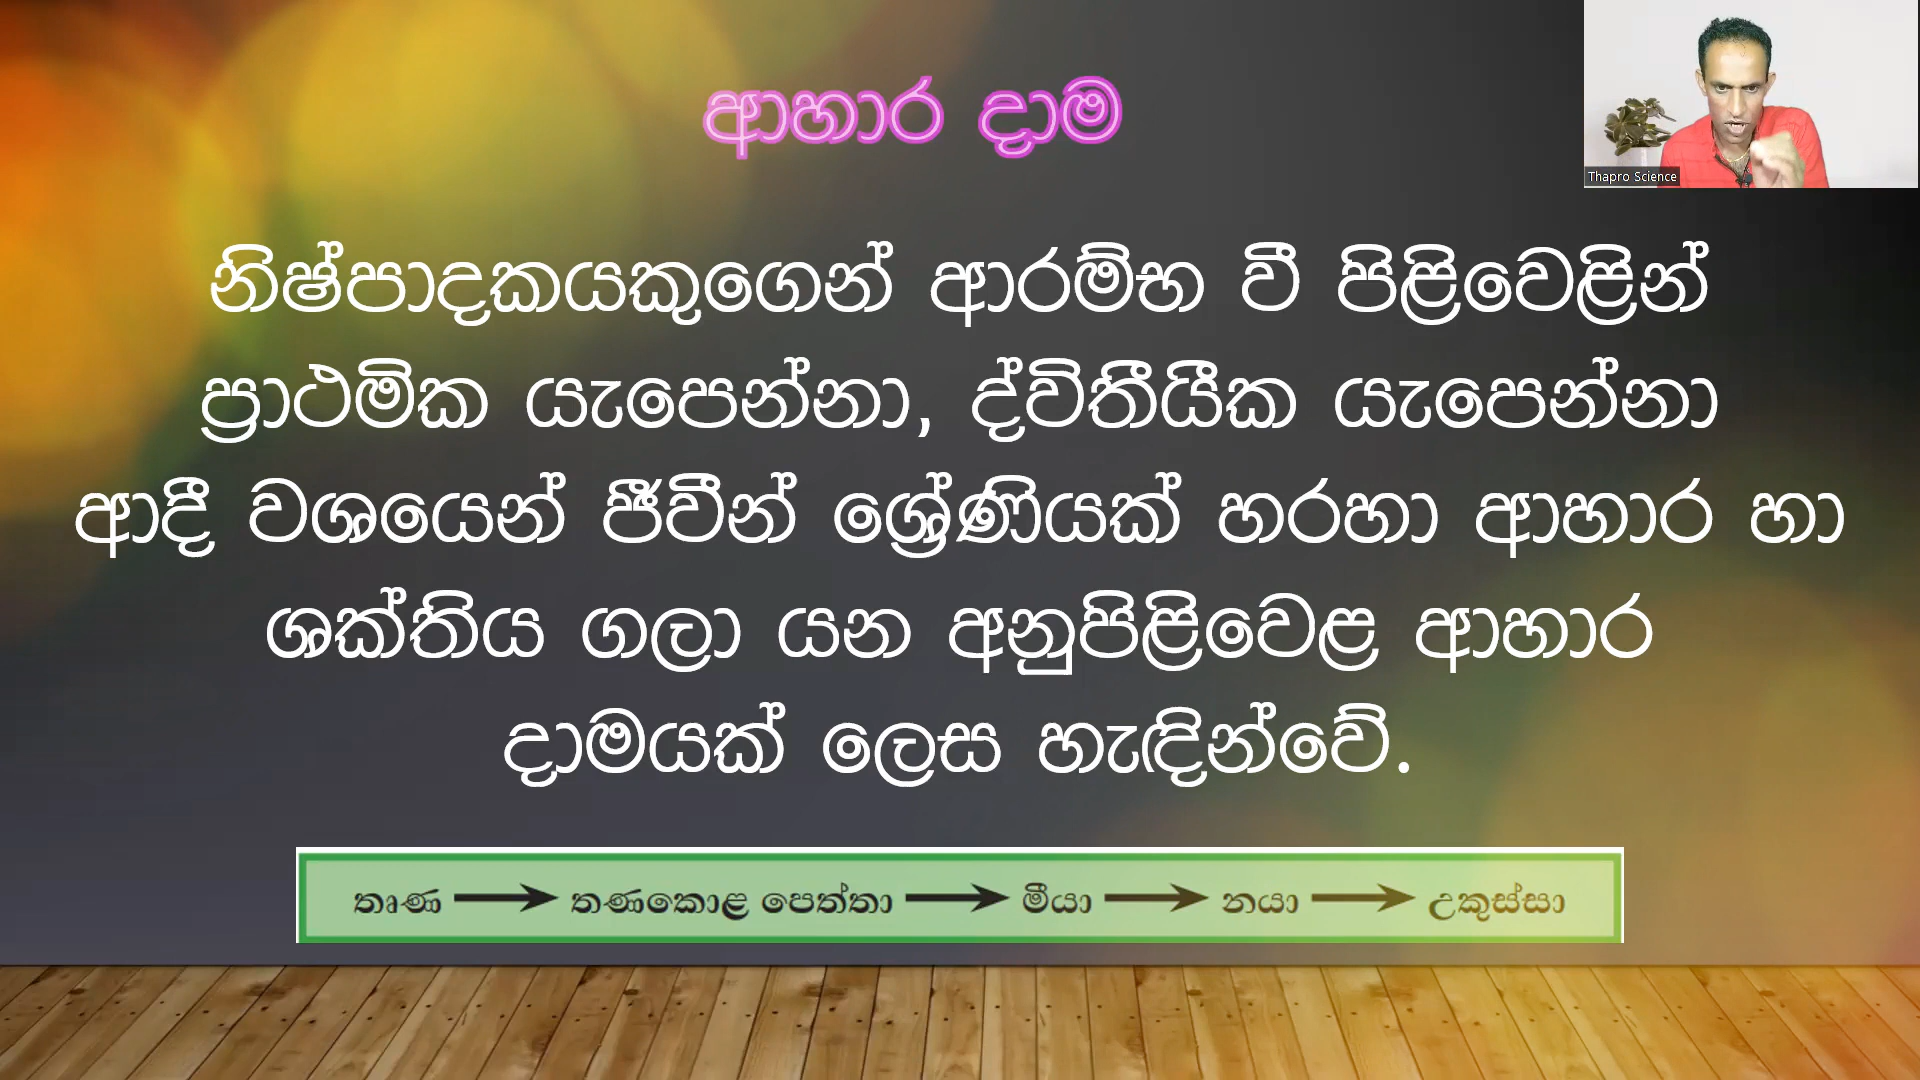 ආහාර දාම
Thapro Science
නිෂ්පාදකයකුගෙන් ආරම්භ වී පිළිවෙළින්
ප්‍රාථමික යැපෙන්නා, ද්විතීයීක යැපෙන්නා
ආදී වශයෙන් ජීවීන් ශ්‍රේණියක් හරහා ආහාර හා
ශක්තිය ගලා යන අනුපිළිවෙළ ආහාර
දාමයක් ලෙස හැඳින්වේ.
තෘණ → තණකොළ පෙත්තා → මීයා → නයා → උකුස්සා